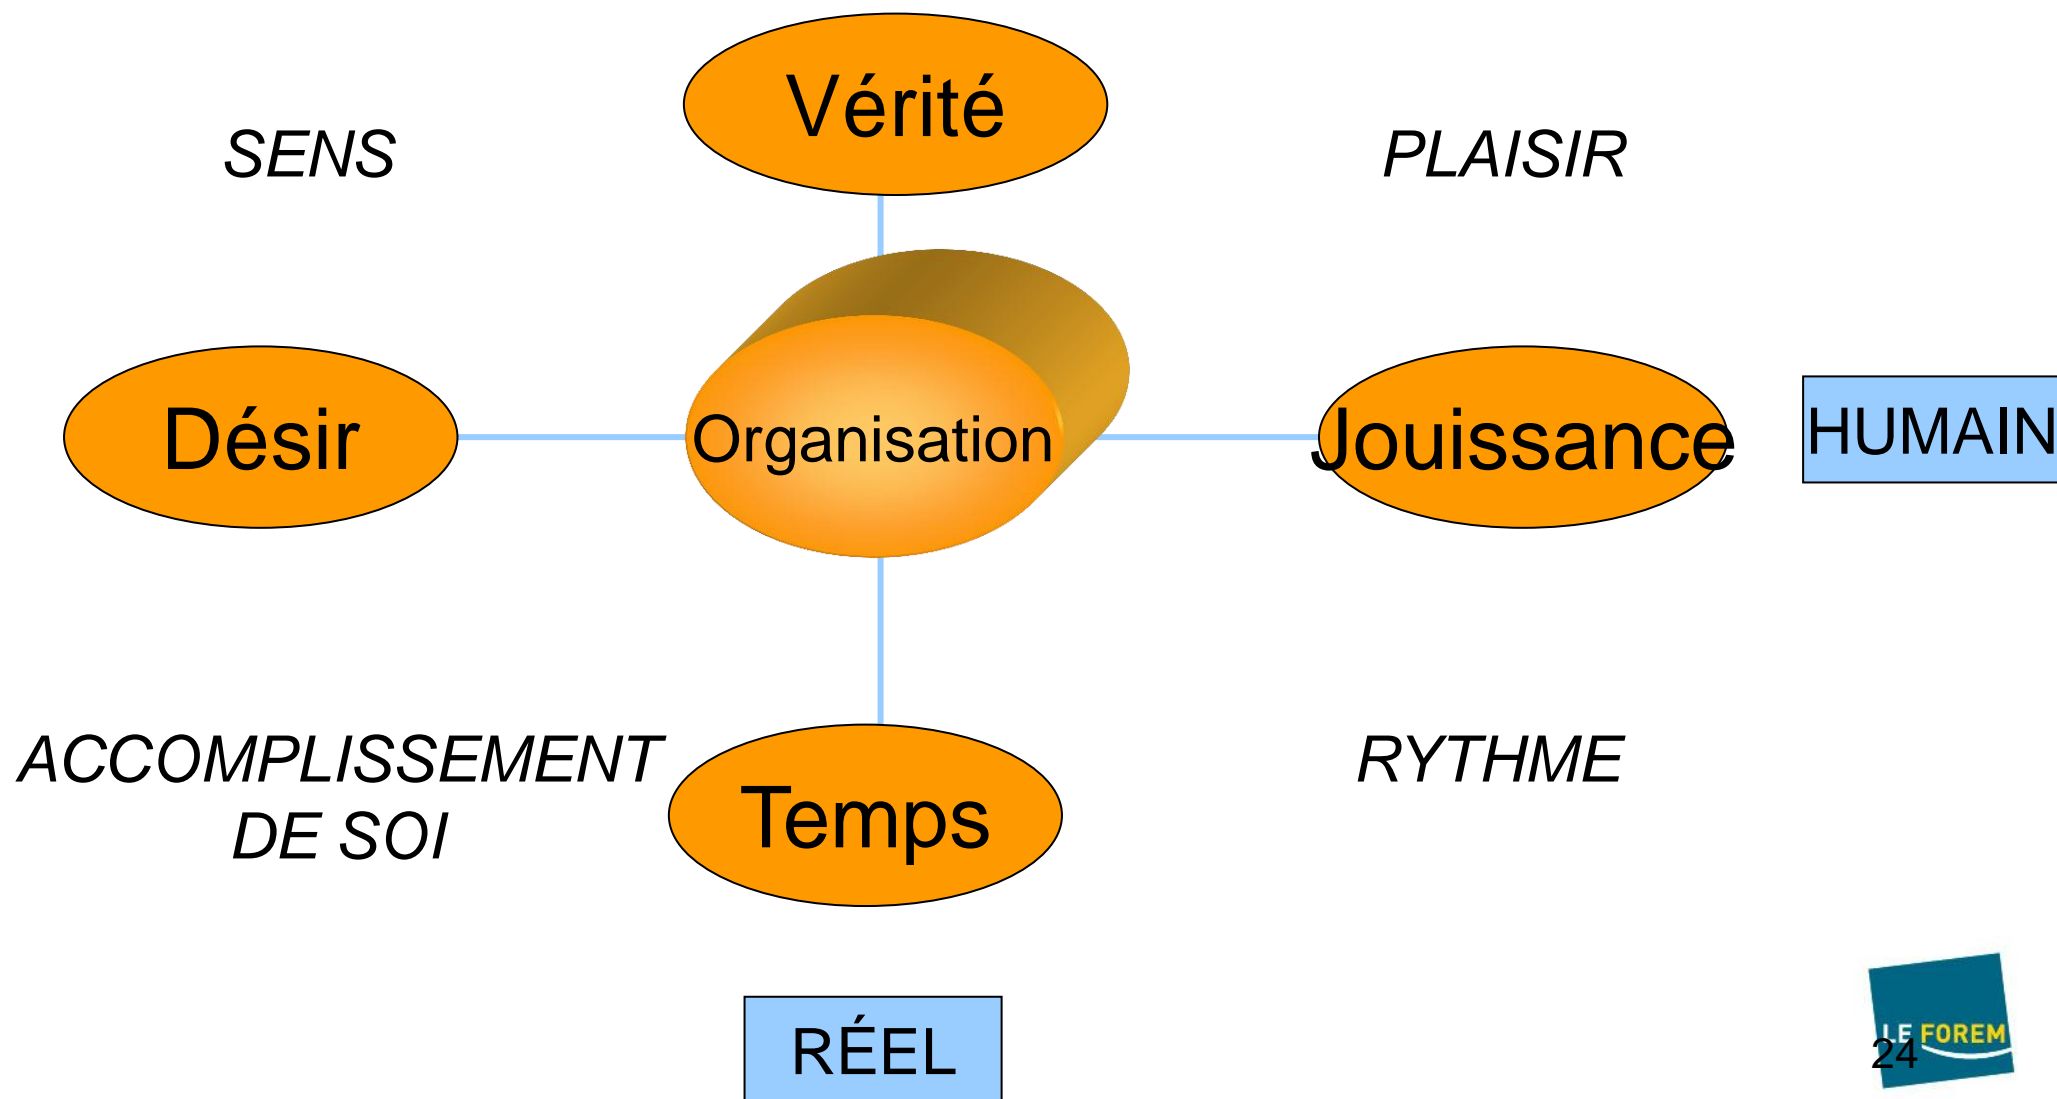 Vérité
SENS
PLAISIR
Désir
Organisation
Jouissance
HUMAIN
ACCOMPLISSEMENT
DE SOI
Temps
RYTHME
RÉEL
LE FOREM
24